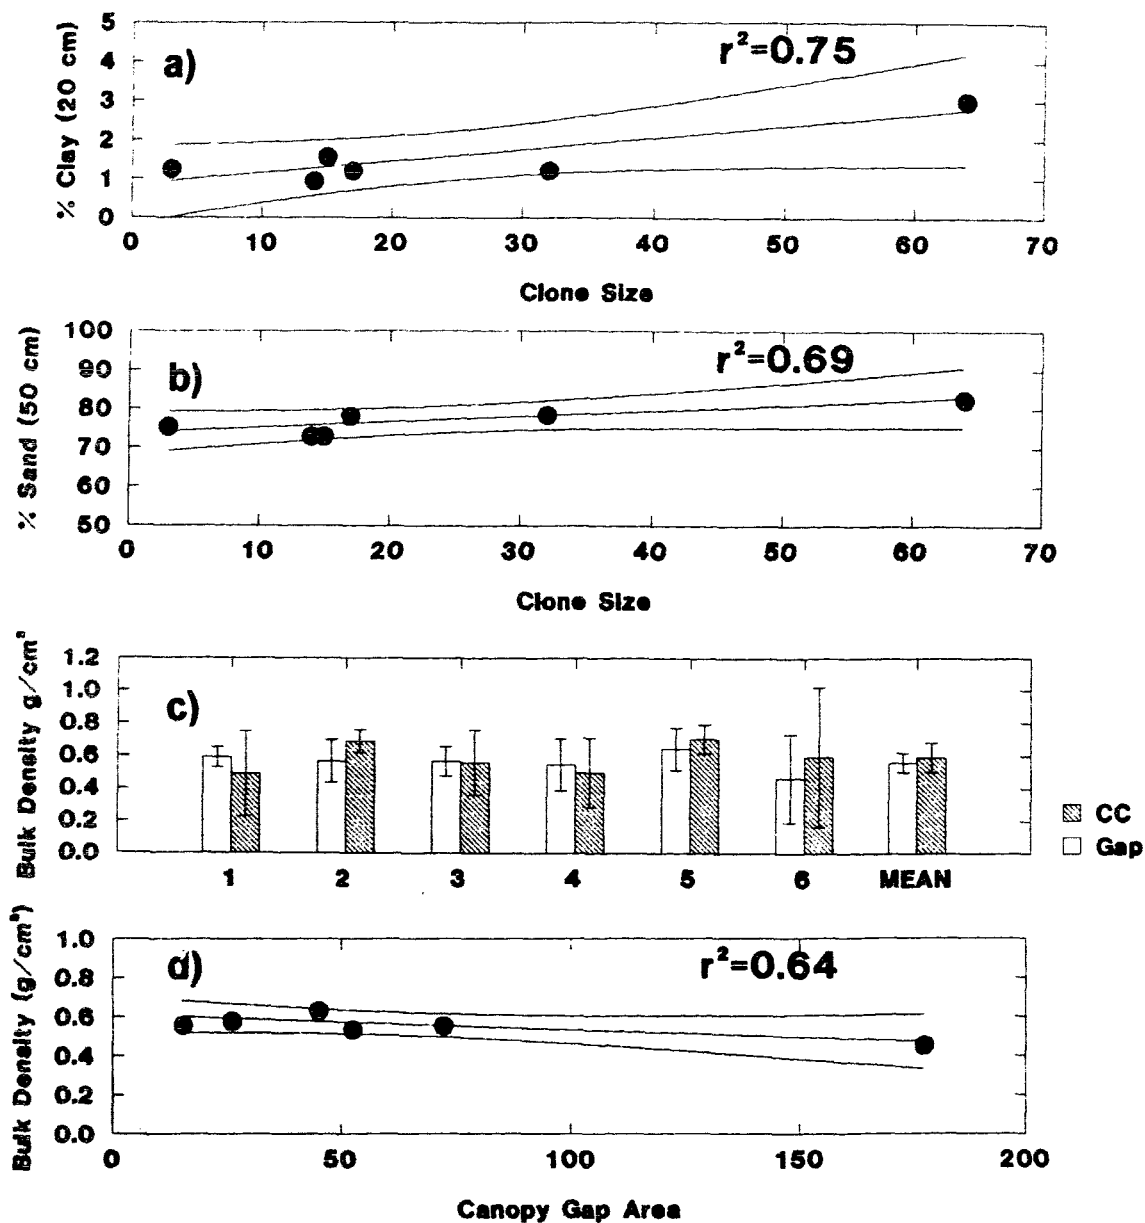 % Clay (20 cm)
5
4
3
2
1
0
a)
r²=0.75
0 10 20 30 40 50 60 70
Clone Size
% Sand (50 cm)
100
90
80
70
60
50
b)
r²=0.69
0 10 20 30 40 50 60 70
Clone Size
Bulk Density g/cm³
1.2
1.0
0.8
0.6
0.4
0.2
0.0
c)
1 2 3 4 5 6 MEAN
CC
Gap
Bulk Density (g/cm³)
1.0
0.8
0.6
0.4
0.2
0.0
d)
r²=0.64
0 50 100 150 200
Canopy Gap Area